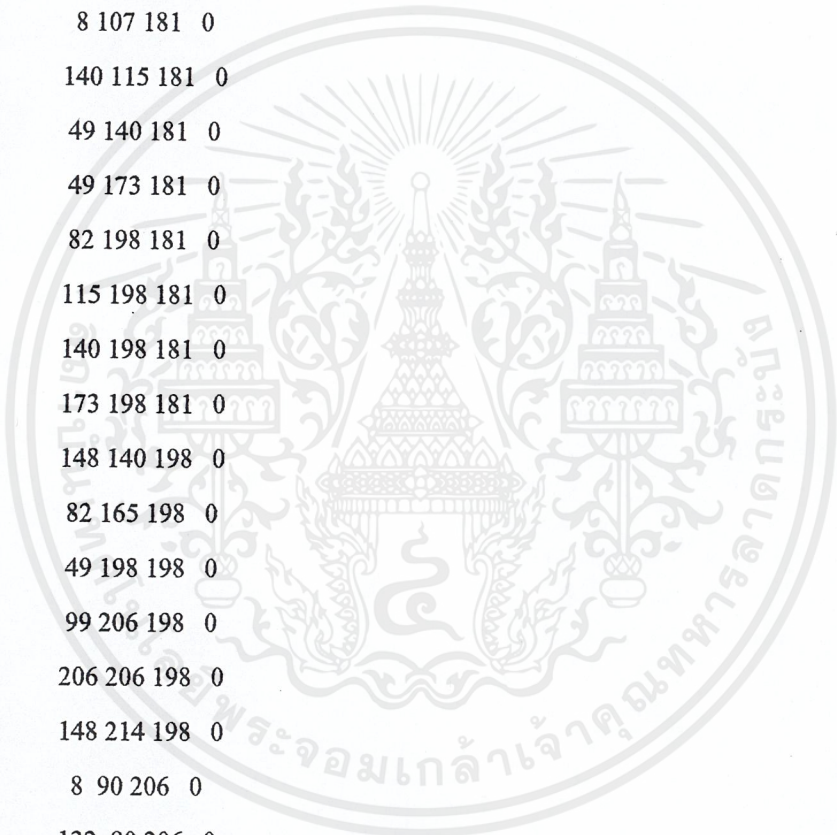 8 107 181 0
140 115 181 0
49 140 181 0
49 173 181 0
82 198 181 0
115 198 181 0
140 198 181 0
173 198 181 0
148 140 198 0
82 165 198 0
49 198 198 0
99 206 198 0
206 206 198 0
148 214 198 0
8 90 206 0